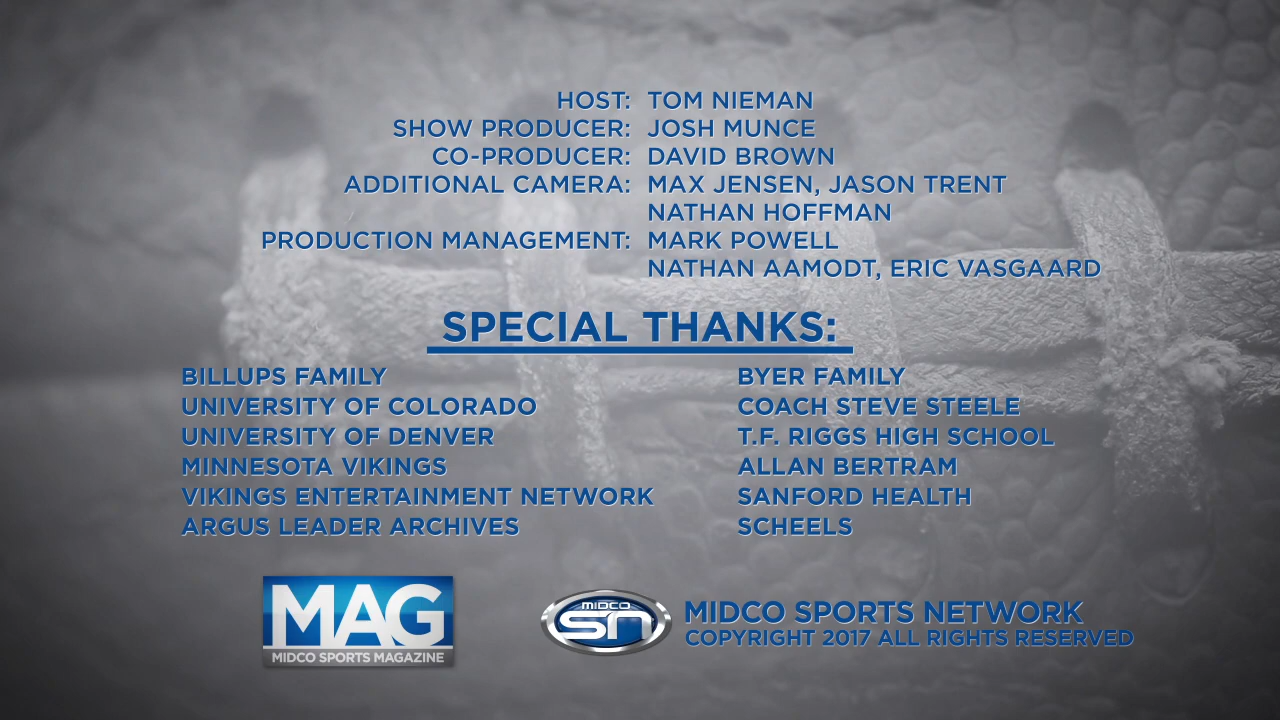 HOST: TOM NIEMAN
SHOW PRODUCER: JOSH MUNCE
CO-PRODUCER: DAVID BROWN
ADDITIONAL CAMERA: MAX JENSEN, JASON TRENT
NATHAN HOFFMAN
PRODUCTION MANAGEMENT: MARK POWELL
NATHAN AAMODT, ERIC VASGAARD
SPECIAL THANKS:
BILLUPS FAMILY
UNIVERSITY OF COLORADO
UNIVERSITY OF DENVER
MINNESOTA VIKINGS
VIKINGS ENTERTAINMENT NETWORK
ARGUS LEADER ARCHIVES
BYER FAMILY
COACH STEVE STEELE
T.F. RIGGS HIGH SCHOOL
ALLAN BERTRAM
SANFORD HEALTH
SCHEELS
MAG
MIDCO SPORTS MAGAZINE
MIDCO
SN
MIDCO SPORTS NETWORK
COPYRIGHT 2017 ALL RIGHTS RESERVED